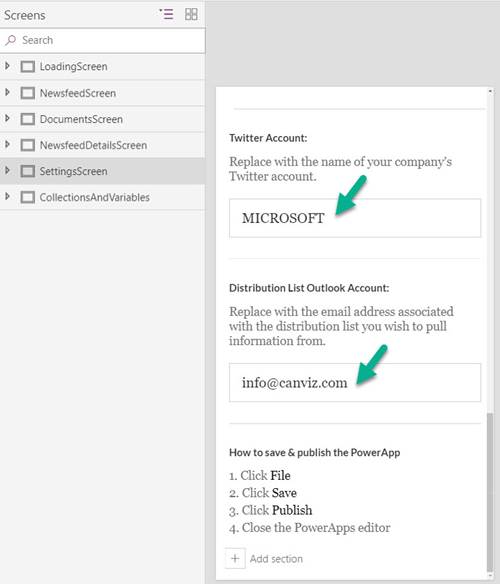 Screens
Search
LoadingScreen
NewsfeedScreen
DocumentsScreen
NewsfeedDetailsScreen
SettingsScreen
CollectionsAndVariables
Twitter Account:
Replace with the name of your company's
Twitter account.
MICROSOFT
Distribution List Outlook Account:
Replace with the email address associated
with the distribution list you wish to pull
information from.
info@canviz.com
How to save & publish the PowerApp
1. Click File
2. Click Save
3. Click Publish
4. Close the PowerApps editor
Add section